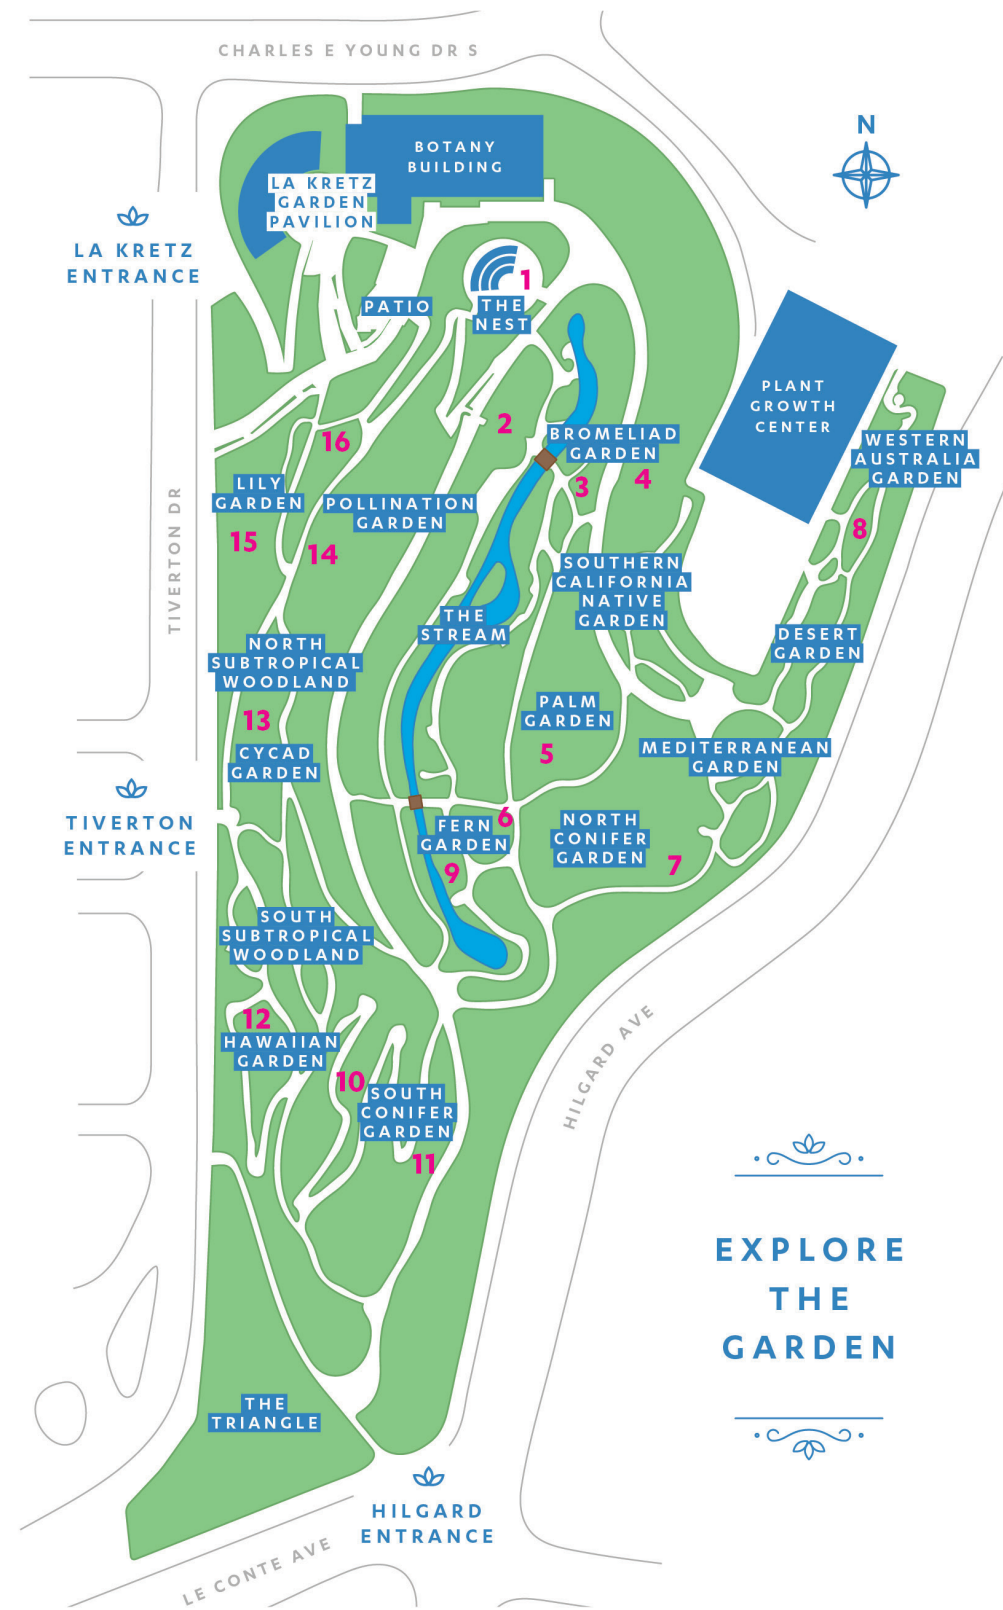 CHARLES E YOUNG DR S
N
BOTANY
BUILDING
LA KRETZ
GARDEN
PAVILION
LA KRETZ
ENTRANCE
1
PATIO
THE
NEST
PLANT
GROWTH
CENTER
2
BROMELIAD
GARDEN
16
WESTERN
AUSTRALIA
GARDEN
3
4
LILY
GARDEN
POLLINATION
GARDEN
8
15
14
TIVERTON DR
SOUTHERN
CALIFORNIA
NATIVE
GARDEN
THE
STREAM
DESERT
GARDEN
NORTH
SUBTROPICAL
WOODLAND
PALM
GARDEN
13
5
MEDITERRANEAN
GARDEN
CYCAD
GARDEN
TIVERTON
ENTRANCE
6
FERN
GARDEN
NORTH
CONIFER
GARDEN
7
9
SOUTH
SUBTROPICAL
WOODLAND
12
HAWAIIAN
GARDEN
HILGARD AVE
10
SOUTH
CONIFER
GARDEN
11
EXPLORE
THE
GARDEN
THE
TRIANGLE
HILGARD
ENTRANCE
LE CONTE AVE